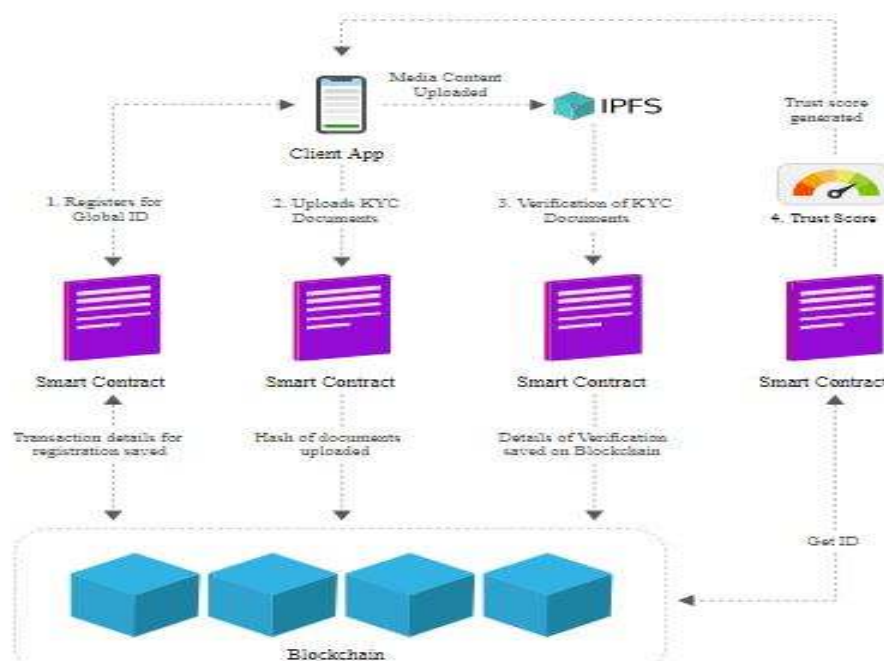 Media Content
Uploaded
IPFS
Trust score
generated
Client App
1. Registers for
Global ID
2. Uploads KYC
Documents
3. Verification of KYC
Documents
4. Trust Score
Smart Contract
Smart Contract
Smart Contract
Smart Contract
Transaction details for
registration saved
Hash of documents
uploaded
Details of Verification
saved on Blockchain
Get ID
Blockchain